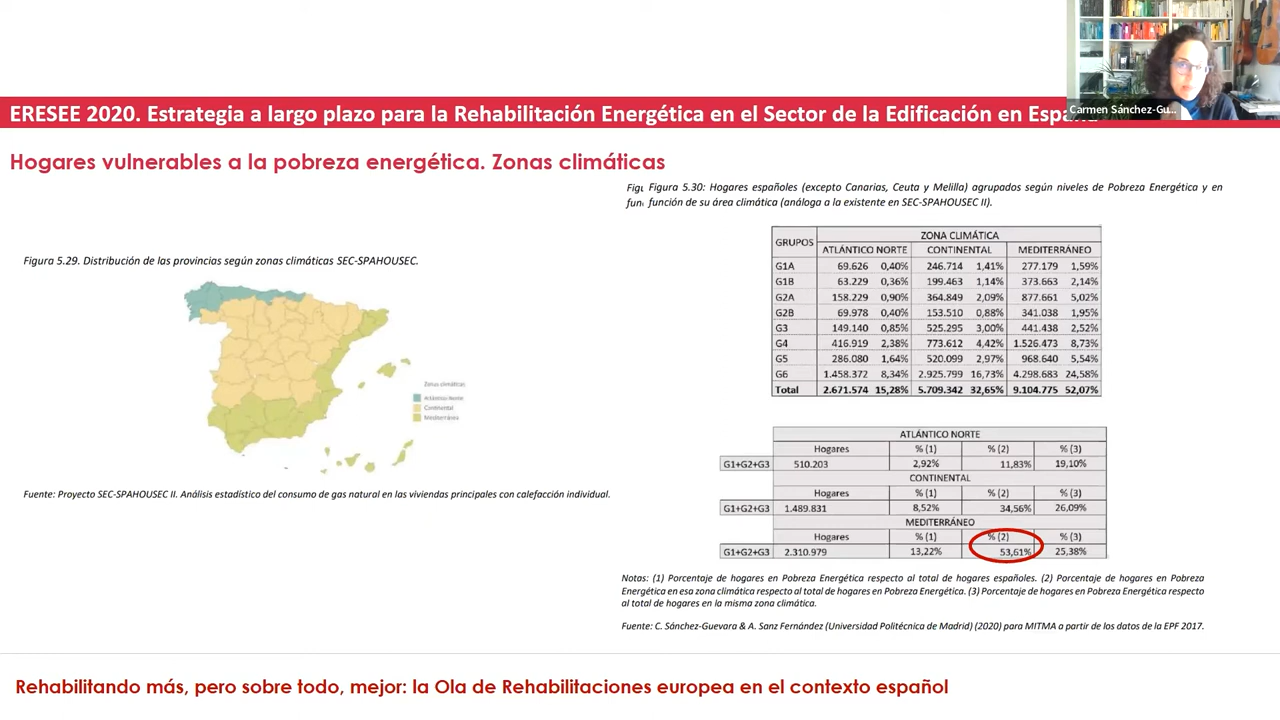 Carmen Sánchez-Gu...
ERESEE 2020. Estrategia a largo plazo para la Rehabilitación Energética en el Sector de la Edificación en España
Hogares vulnerables a la pobreza energética. Zonas climáticas
Figura 5.29. Distribución de las provincias según zonas climáticas SEC-SPAHOUSEC.
Zonas climáticas
Atlántico Norte
Continental
Mediterránea
Fuente: Proyecto SEC-SPAHOUSEC II. Análisis estadístico del consumo de gas natural en las viviendas principales con calefacción individual.
Figura 5.30: Hogares españoles (excepto Canarias, Ceuta y Melilla) agrupados según niveles de Pobreza Energética y en
función de su área climática (análoga a la existente en SEC-SPAHOUSEC II).
GRUPOS ZONA CLIMÁTICA
ATLÁNTICO NORTE CONTINENTAL MEDITERRÁNEO
G1A 69.626 0,40% 246.714 1,41% 277.179 1,59%
G1B 63.229 0,36% 199.463 1,14% 373.663 2,14%
G2A 158.229 0,90% 364.849 2,09% 877.661 5,02%
G2B 69.978 0,40% 153.510 0,88% 341.038 1,95%
G3 149.140 0,85% 525.295 3,00% 441.438 2,52%
G4 416.919 2,38% 773.612 4,42% 1.526.473 8,73%
G5 286.080 1,64% 520.099 2,97% 968.640 5,54%
G6 1.458.372 8,34% 2.925.799 16,73% 4.298.683 24,58%
Total 2.671.574 15,28% 5.709.342 32,65% 9.104.775 52,07%
ATLÁNTICO NORTE
Hogares % (1) % (2) % (3)
G1+G2+G3 510.203 2,92% 11,83% 19,10%
CONTINENTAL
Hogares % (1) % (2) % (3)
G1+G2+G3 1.489.831 8,52% 34,56% 26,09%
MEDITERRÁNEO
Hogares % (1) % (2) % (3)
G1+G2+G3 2.310.979 13,22% 53,61% 25,38%
Notas: (1) Porcentaje de hogares en Pobreza Energética respecto al total de hogares españoles. (2) Porcentaje de hogares en Pobreza
Energética en esa zona climática respecto al total de hogares en Pobreza Energética. (3) Porcentaje de hogares en Pobreza Energética respecto
al total de hogares en la misma zona climática.
Fuente: C. Sánchez-Guevara & A. Sanz Fernández (Universidad Politécnica de Madrid) (2020) para MITMA a partir de los datos de la EPF 2017.
Rehabilitando más, pero sobre todo, mejor: la Ola de Rehabilitaciones europea en el contexto español